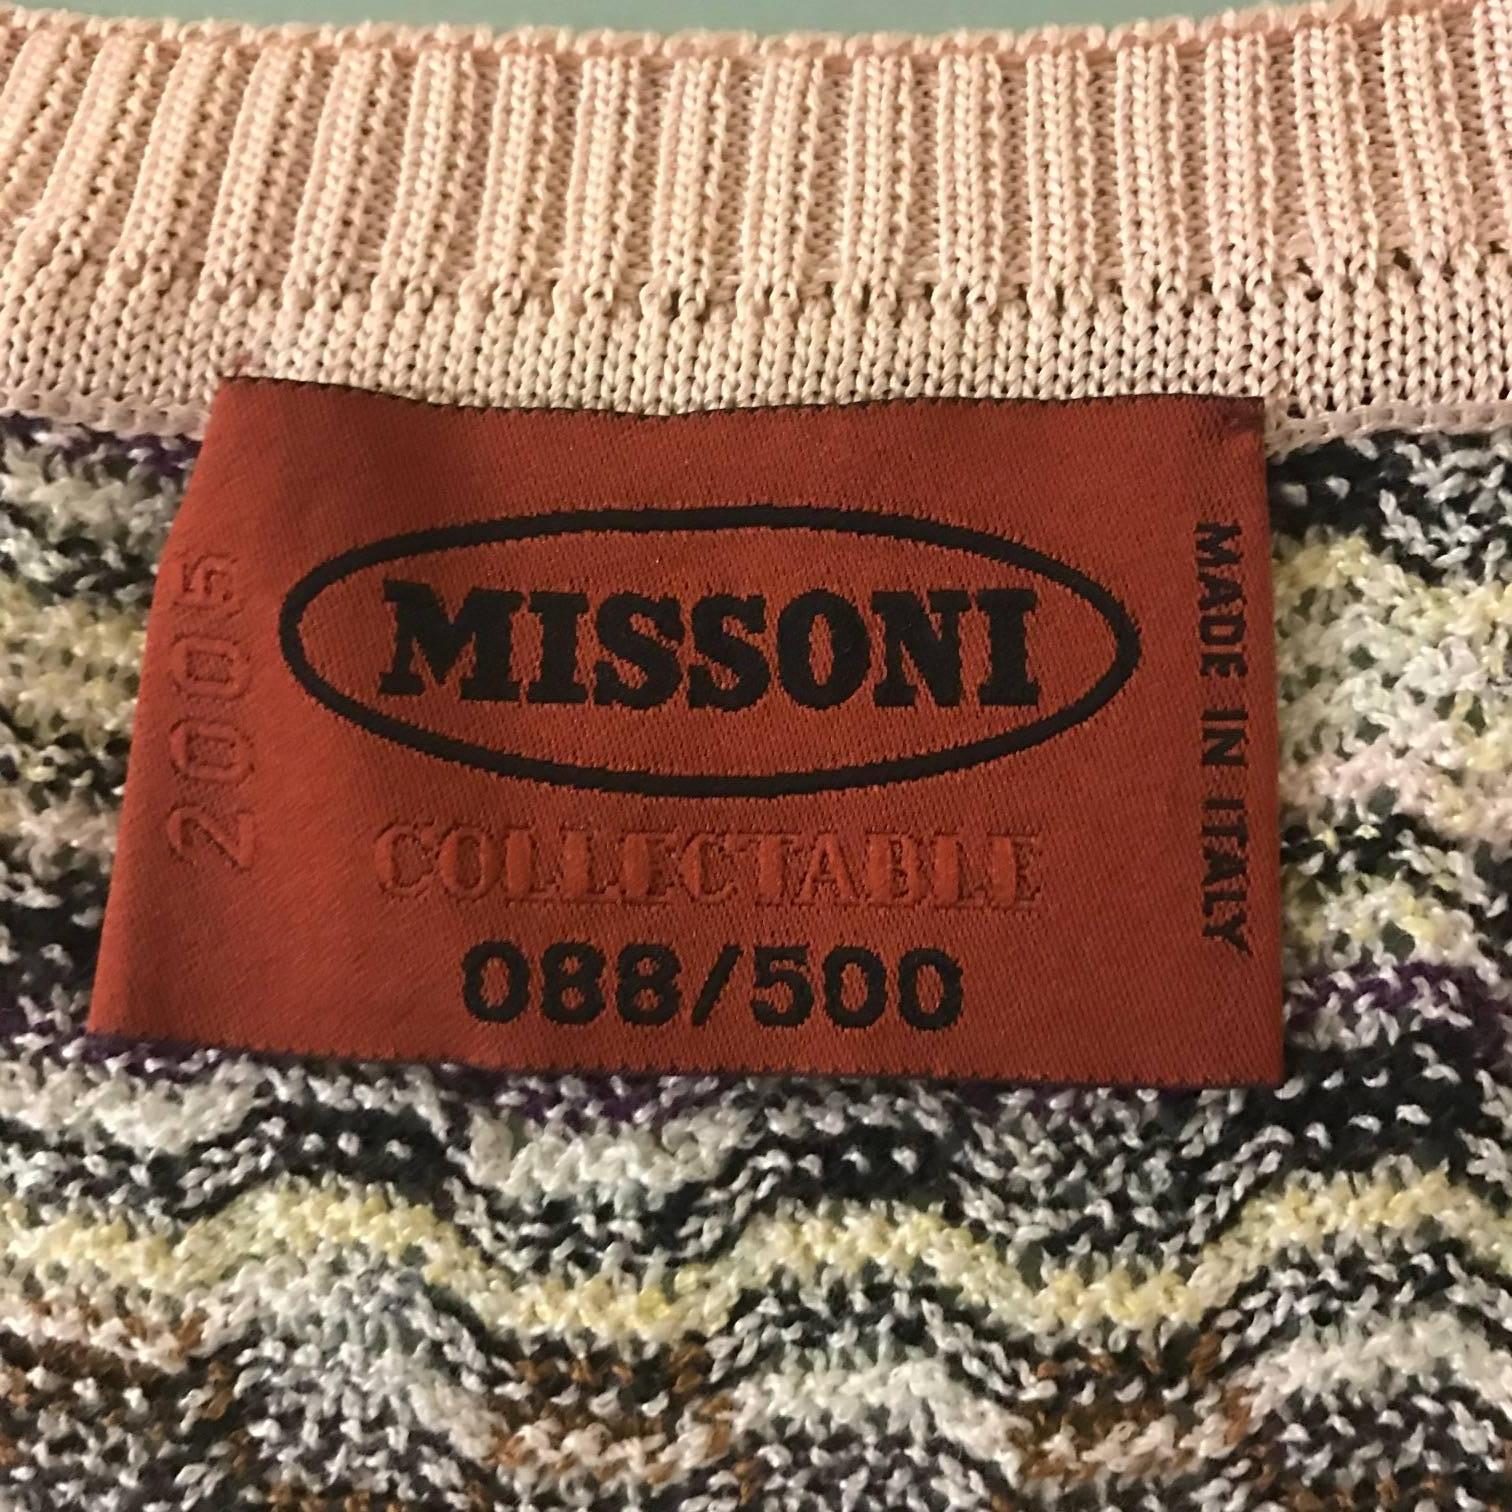 2005
MISSONI
COLLECTABLE
088/500
MADE IN ITALY